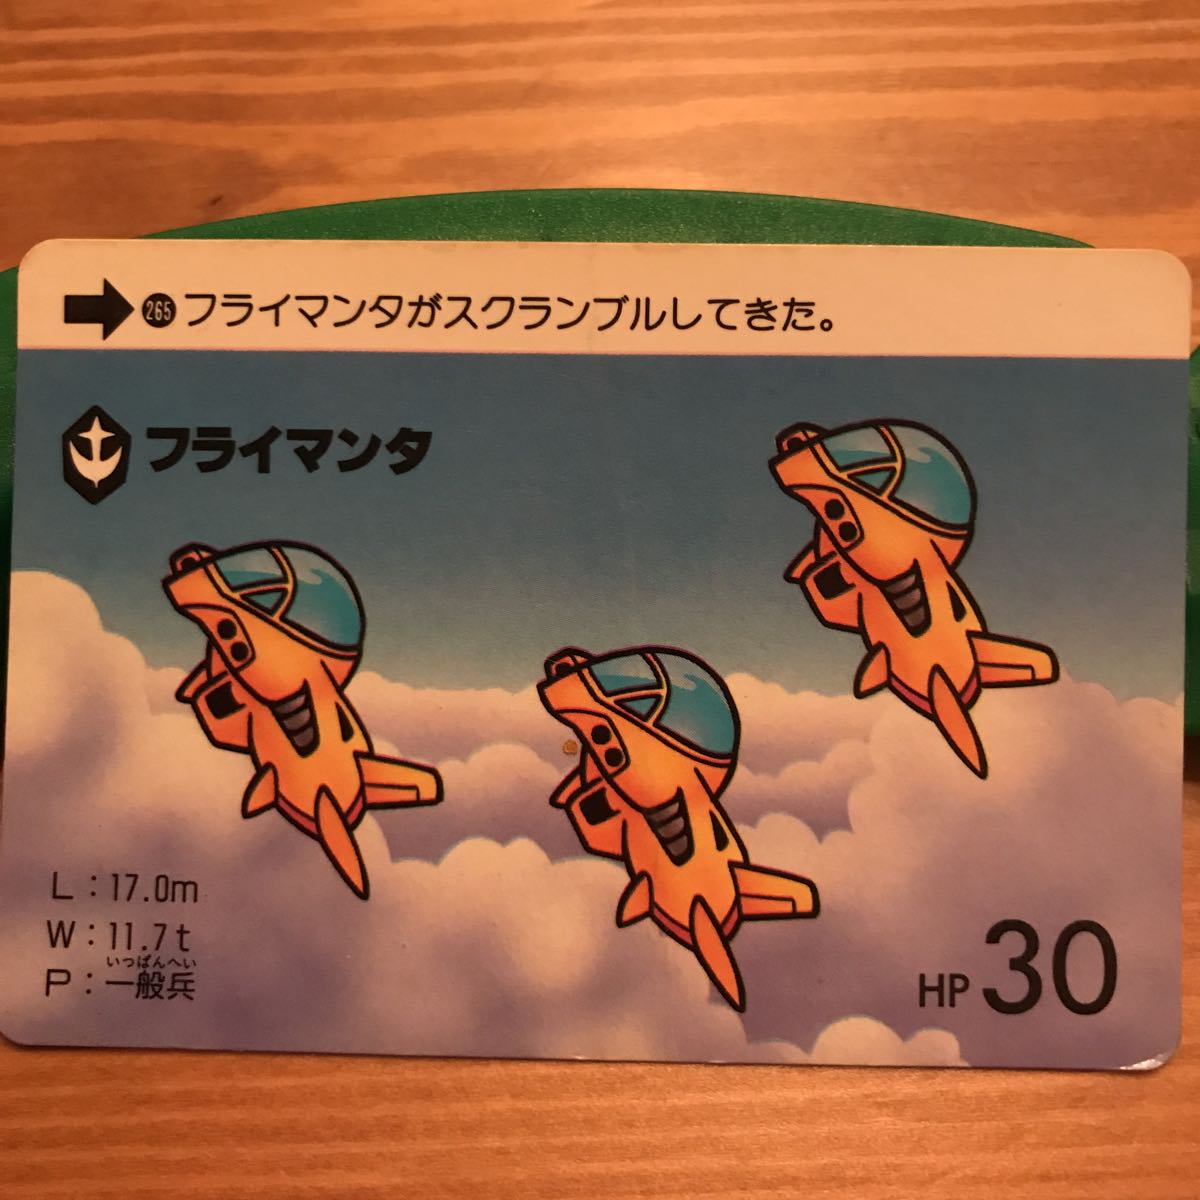 265 フライマンタがスクランブルしてきた。
フライマンタ
L:17.0m
W:11.7t
いっぱんへい
P:一般兵
HP 30